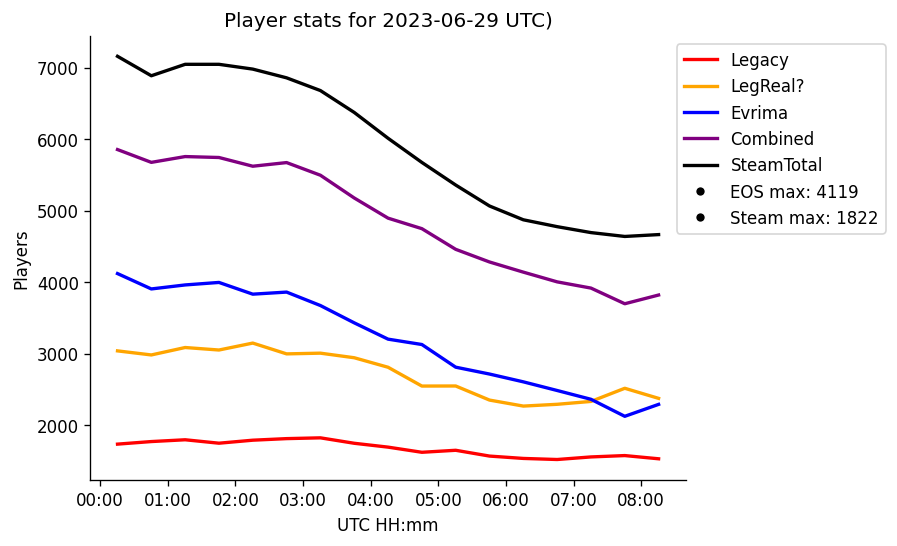 Player stats for 2023-06-29 UTC)
Legacy
LegReal?
Evrima
Combined
SteamTotal
EOS max: 4119
Steam max: 1822
Players
7000
6000
5000
4000
3000
2000
00:00 01:00 02:00 03:00 04:00 05:00 06:00 07:00 08:00
UTC HH:mm